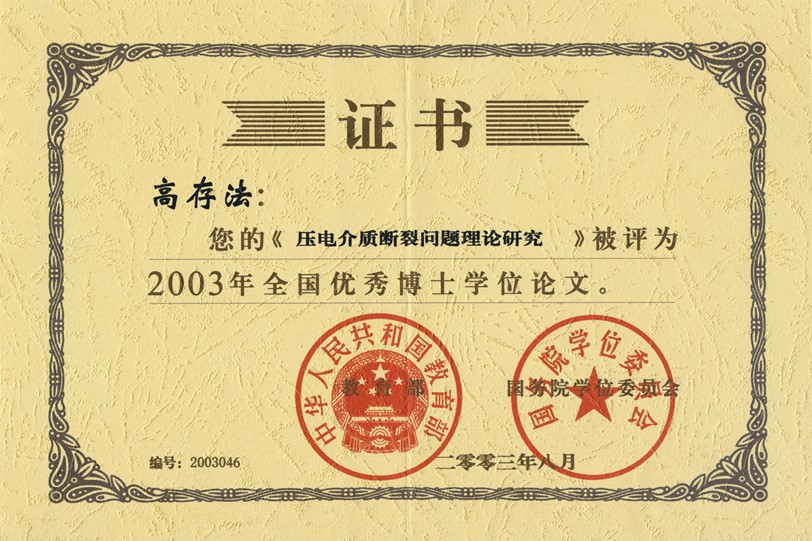 证书
高存法：
您的《压电介质断裂问题理论研究》被评为
2003年全国优秀博士学位论文。
中华人民共和国教育部
国务院学位委员会
教育部 国务院学位委员会
编号：2003046 二零零三年八月